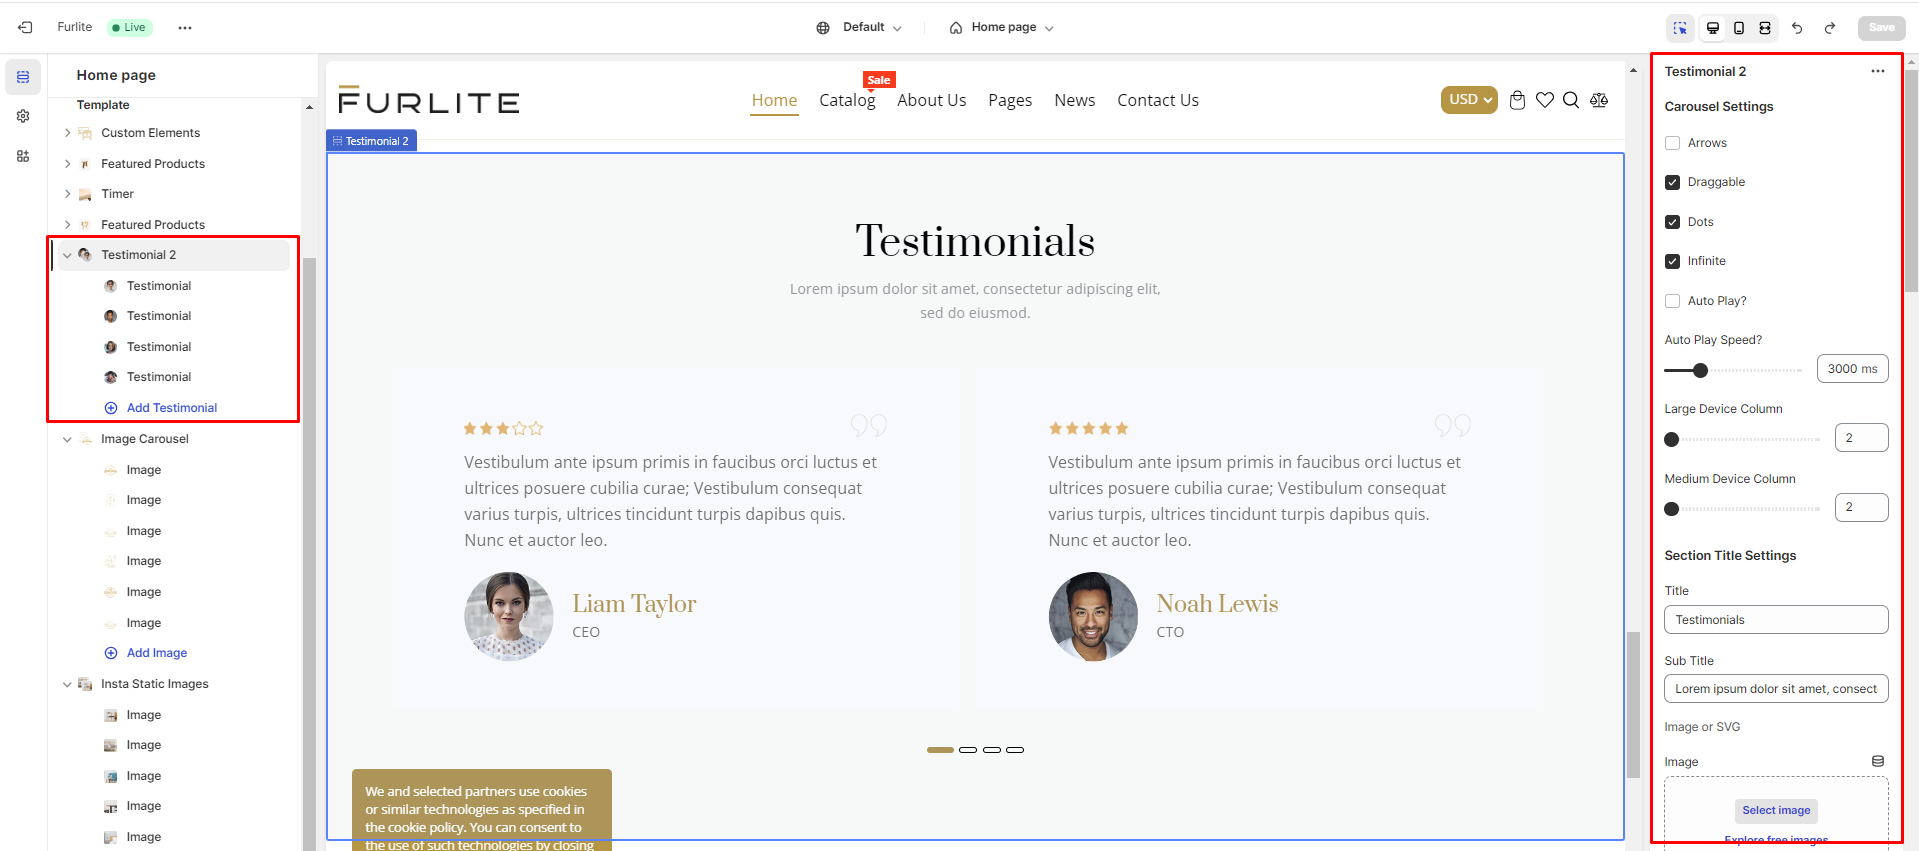 Furlite
Live
Default
Home page
Save
Home page
Template
Custom Elements
Featured Products
Timer
Featured Products
Testimonial 2
Testimonial
Testimonial
Testimonial
Testimonial
Add Testimonial
Image Carousel
Image
Image
Image
Image
Image
Image
Add Image
Insta Static Images
Image
Image
Image
Image
Image
FURLITE
Sale
Home Catalog About Us Pages News Contact Us
USD
Testimonial 2
Testimonials
Lorem ipsum dolor sit amet, consectetur adipiscing elit,
sed do eiusmod.
Vestibulum ante ipsum primis in faucibus orci luctus et
ultrices posuere cubilia curae; Vestibulum consequat
varius turpis, ultrices tincidunt turpis dapibus quis.
Nunc et auctor leo.
Liam Taylor
CEO
Vestibulum ante ipsum primis in faucibus orci luctus et
ultrices posuere cubilia curae; Vestibulum consequat
varius turpis, ultrices tincidunt turpis dapibus quis.
Nunc et auctor leo.
Noah Lewis
CTO
We and selected partners use cookies
or similar technologies as specified in
the cookie policy. You can consent to
the use of such technologies by closing
Testimonial 2
Carousel Settings
Arrows
Draggable
Dots
Infinite
Auto Play?
Auto Play Speed?
3000 ms
Large Device Column
2
Medium Device Column
2
Section Title Settings
Title
Testimonials
Sub Title
Lorem ipsum dolor sit amet, consect
Image or SVG
Image
Select image
Explore free images